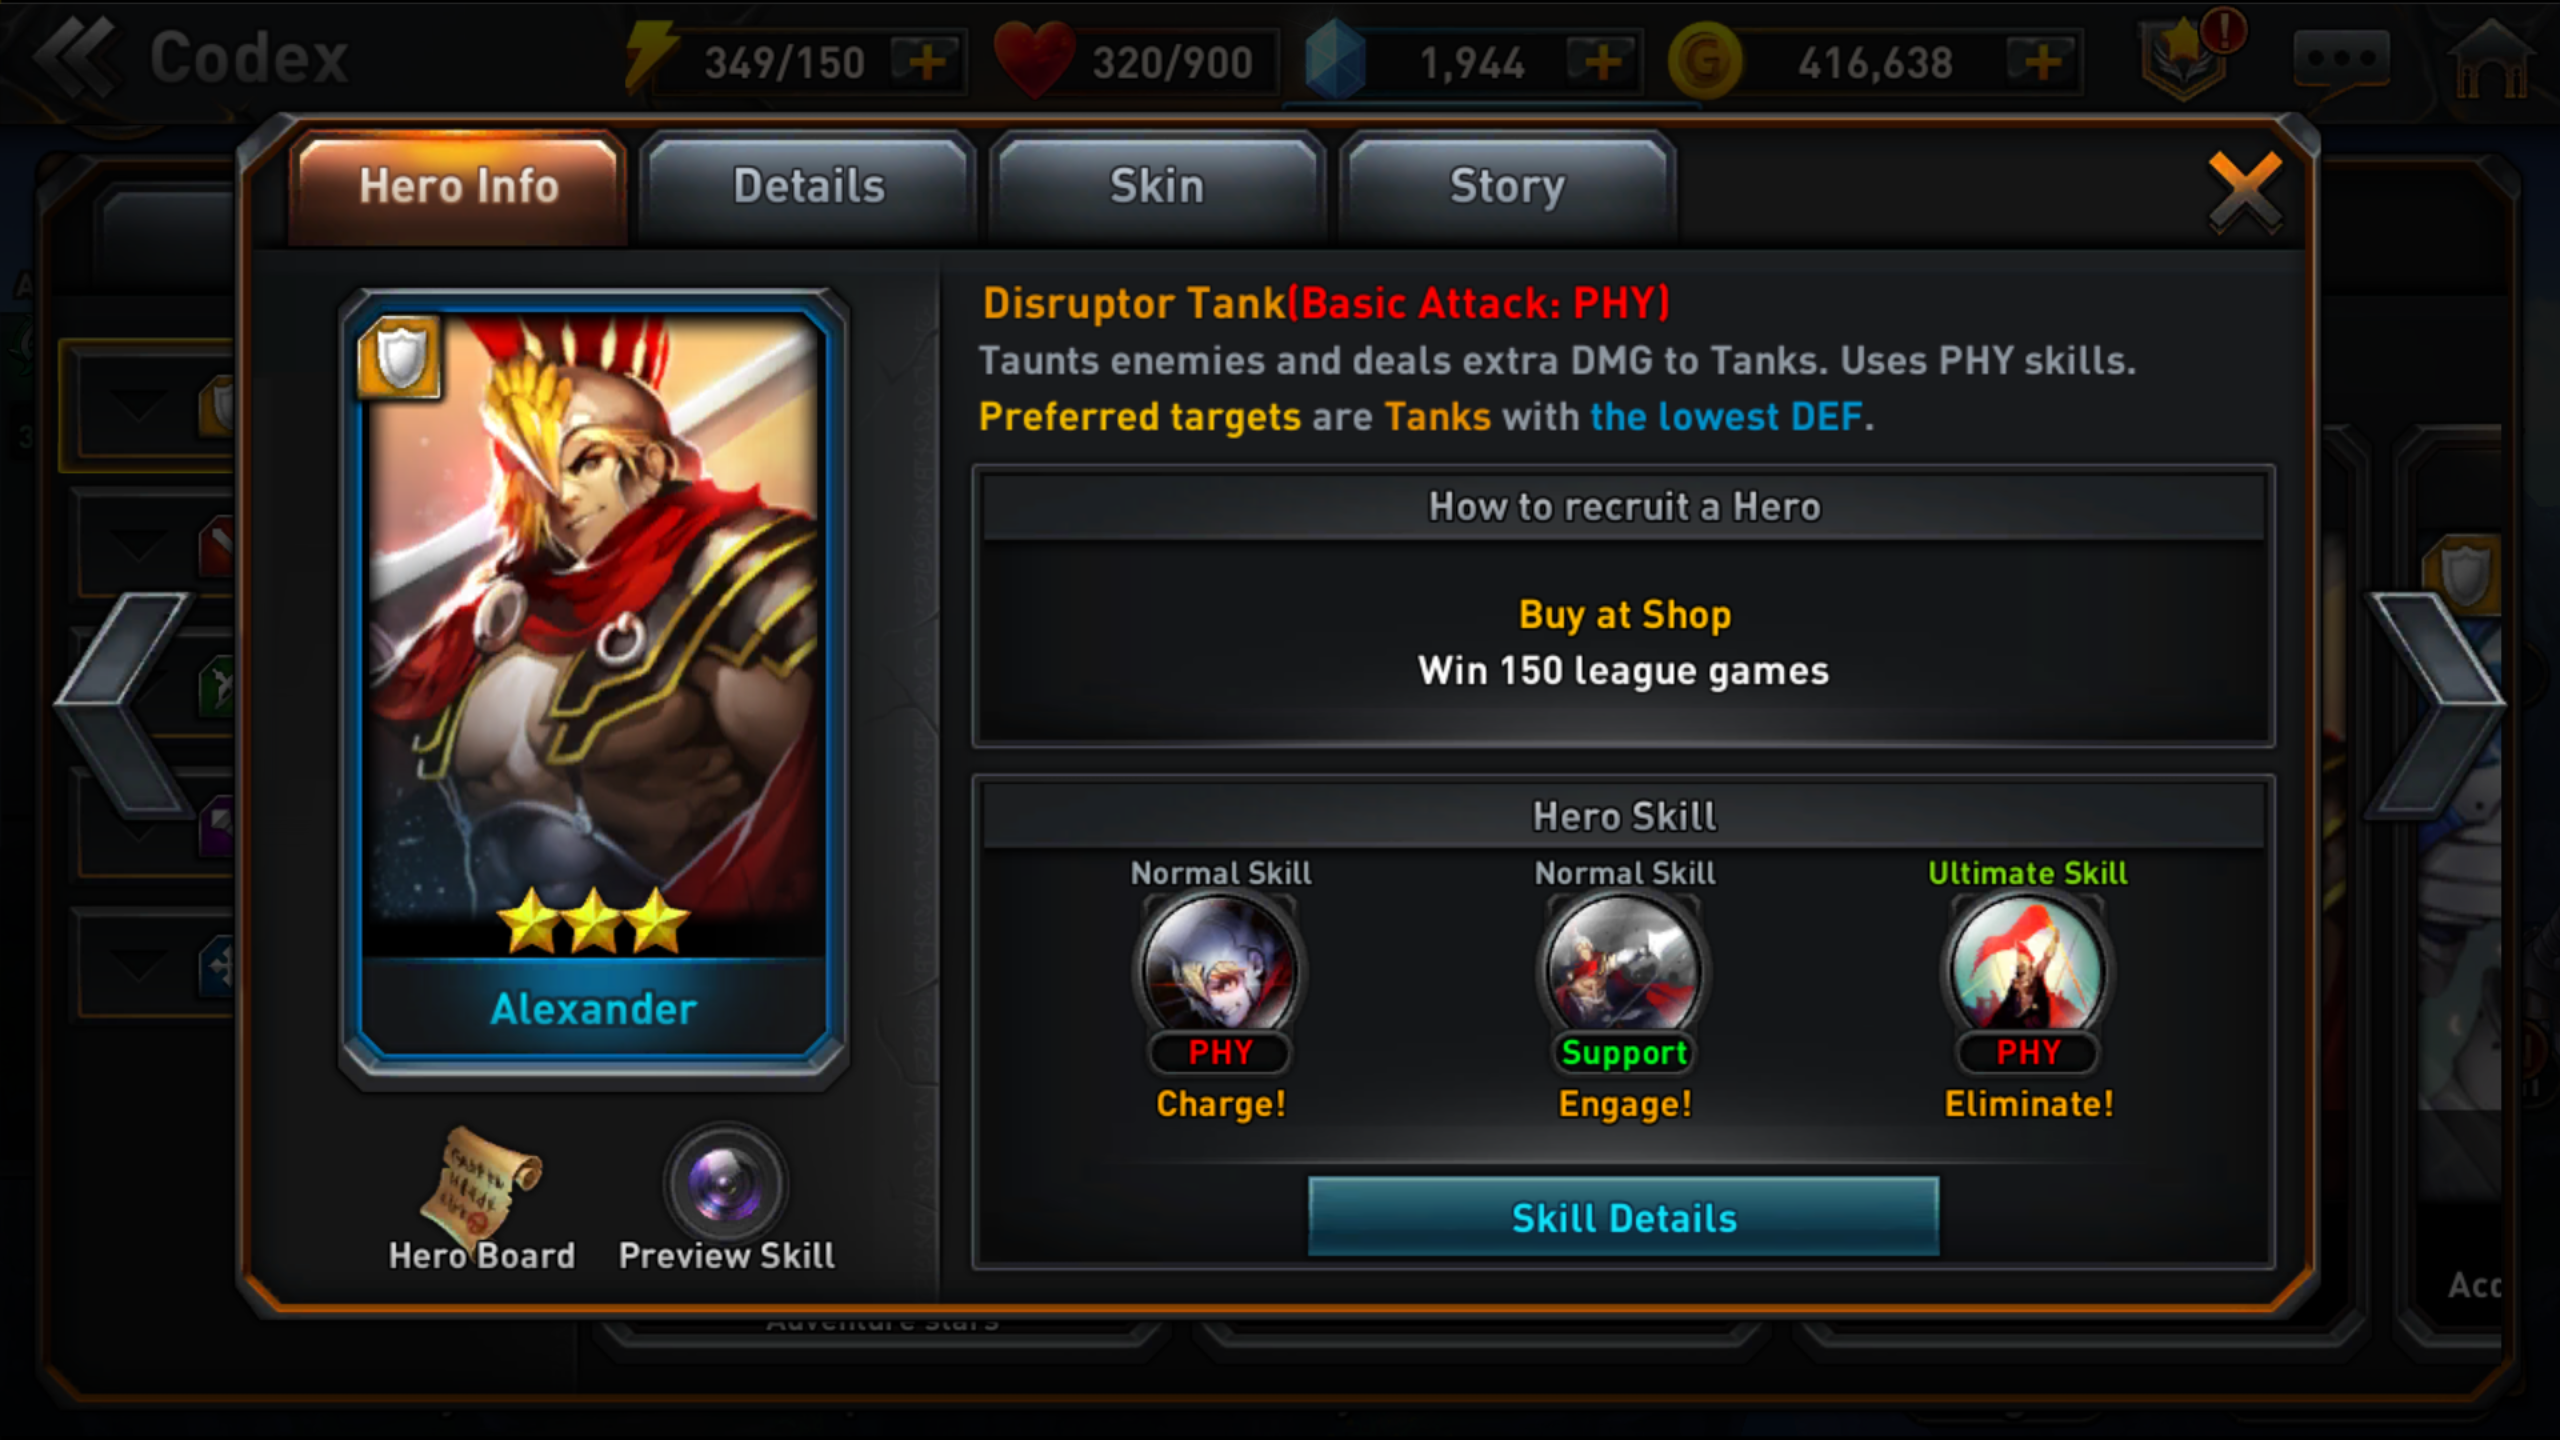 Codex
349/150
320/900
1,944
416,638
Hero Info
Details
Skin
Story
Disruptor Tank(Basic Attack: PHY)
Taunts enemies and deals extra DMG to Tanks. Uses PHY skills.
Preferred targets are Tanks with the lowest DEF.
How to recruit a Hero
Buy at Shop
Win 150 league games
Hero Skill
Normal Skill
PHY
Charge!
Normal Skill
Support
Engage!
Ultimate Skill
PHY
Eliminate!
Skill Details
Alexander
Hero Board
Preview Skill
Adventure Stars